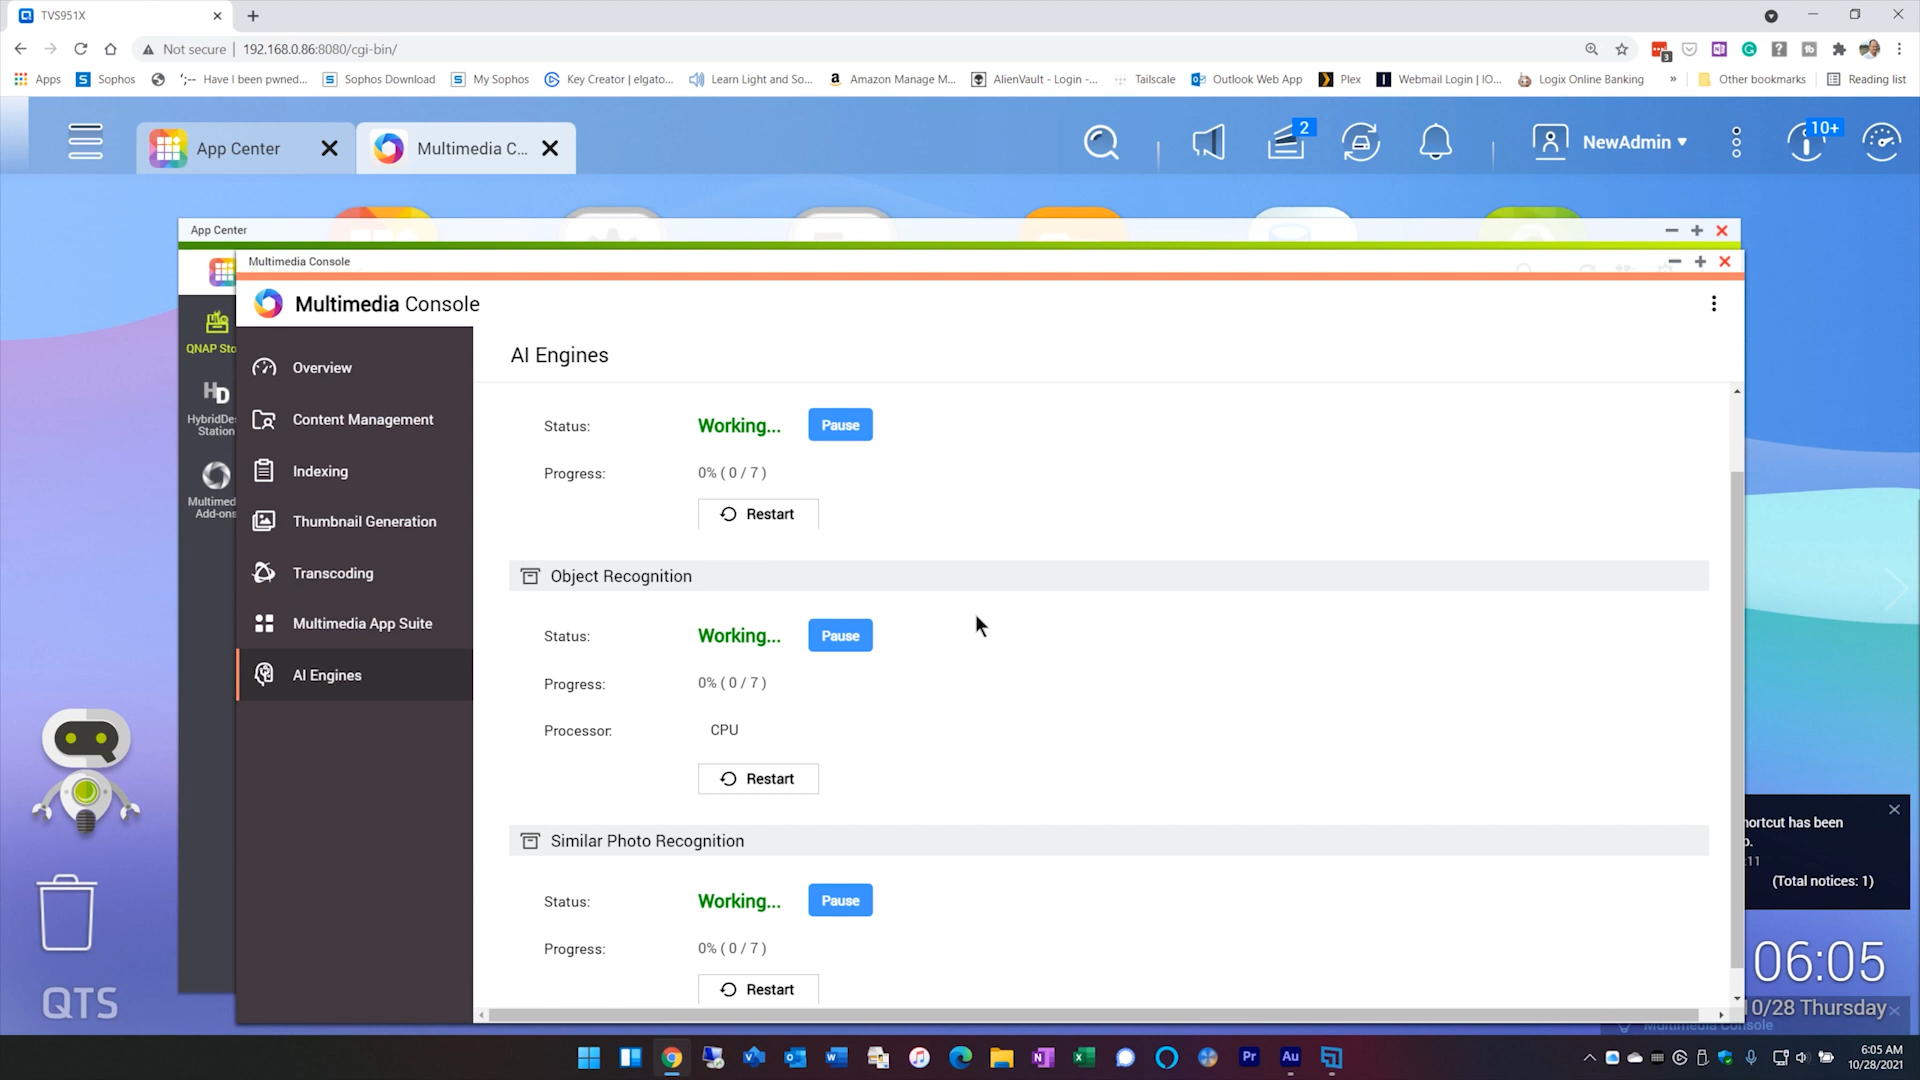 TVS951X
Not secure
192.168.0.86:8080/cgi-bin/
3
Apps
Sophos
Have I been pwned...
Sophos Download
My Sophos
Key Creator | elgato...
Learn Light and So...
Amazon Manage M...
AlienVault - Login -...
Tailscale
Outlook Web App
Plex
Webmail Login | IO...
Logix Online Banking
»
Other bookmarks
Reading list
App Center
Multimedia C...
2
NewAdmin
10+
App Center
Multimedia Console
Multimedia Console
QNAP Sto
HybridDe
Station
Multimed
Add-ons
Overview
Content Management
Indexing
Thumbnail Generation
Transcoding
Multimedia App Suite
AI Engines
AI Engines
Status: Working... Pause
Progress: 0% ( 0 / 7 )
Restart
Object Recognition
Status: Working... Pause
Progress: 0% ( 0 / 7 )
Processor: CPU
Restart
Similar Photo Recognition
Status: Working... Pause
Progress: 0% ( 0 / 7 )
Restart
QTS
hortcut has been
:11
(Total notices: 1)
06:05
10/28 Thursday
Multimedia Console
6:05 AM
10/28/2021